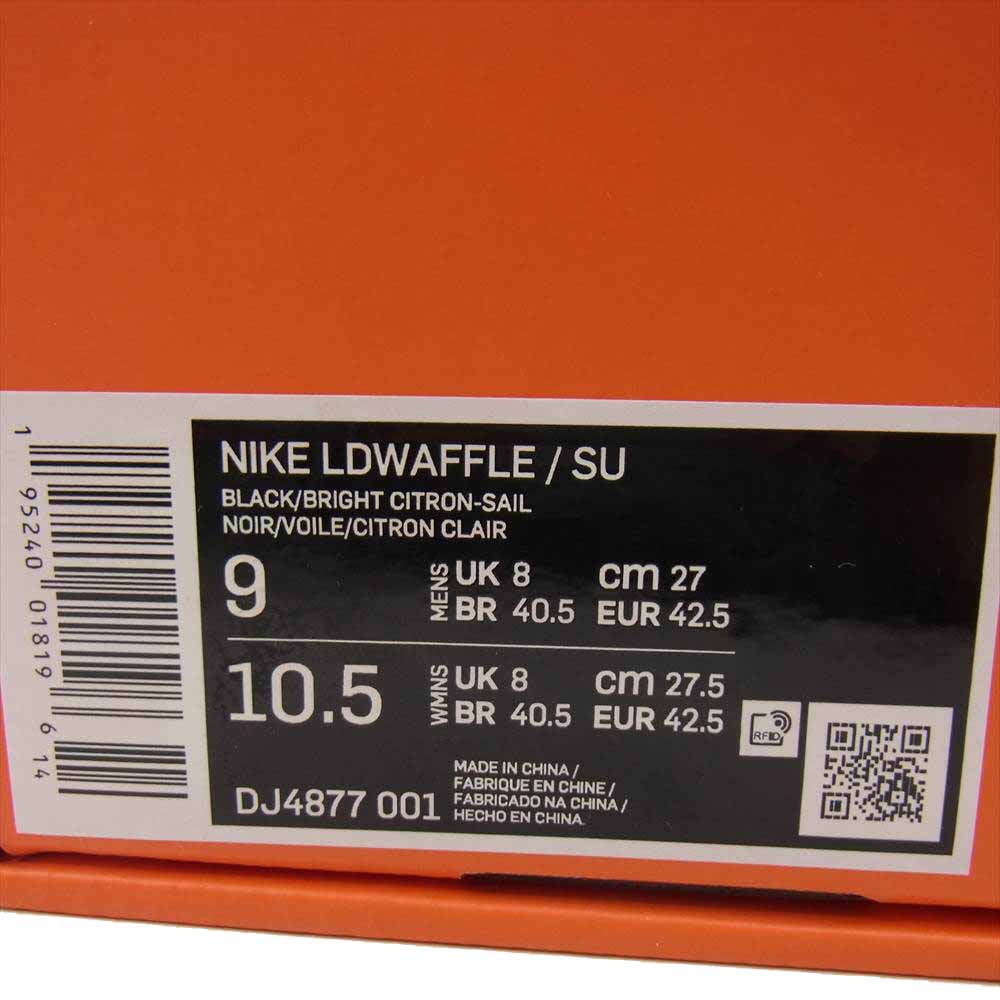 NIKE LDWAFFLE / SU
BLACK/BRIGHT CITRON-SAIL
NOIR/VOILE/CITRON CLAIR
9 MENS UK 8 cm 27
BR 40.5 EUR 42.5
10.5 WMNS UK 8 cm 27.5
BR 40.5 EUR 42.5
RFID
DJ4877 001
MADE IN CHINA /
FABRIQUE EN CHINE /
FABRICADO NA CHINA /
HECHO EN CHINA
1 95240 01819 6 14